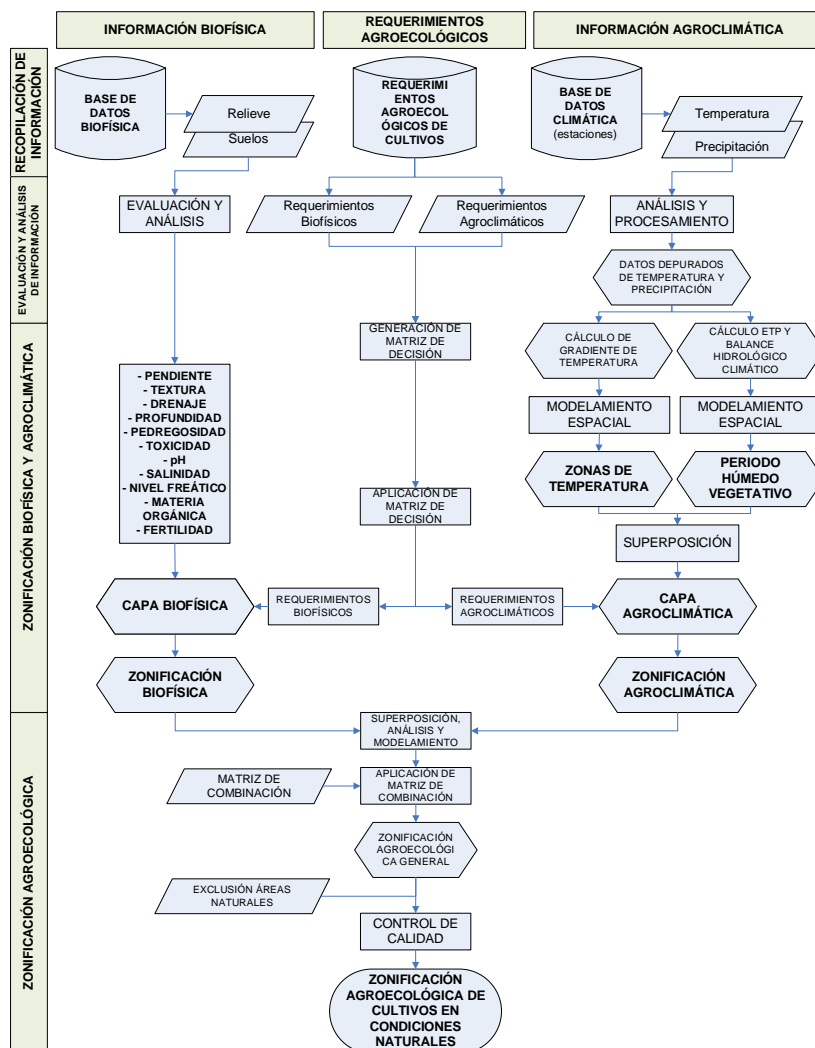 INFORMACIÓN BIOFÍSICA
REQUERIMIENTOS
AGROECOLÓGICOS
INFORMACIÓN AGROCLIMÁTICA
RECOPILACIÓN DE
INFORMACIÓN
BASE DE
DATOS
BIOFÍSICA
Relieve
Suelos
REQUERIMI
ENTOS
AGROECOL
ÓGICOS DE
CULTIVOS
BASE DE
DATOS
CLIMÁTICA
(estaciones)
Temperatura
Precipitación
EVALUACIÓN Y ANÁLISIS
DE INFORMACIÓN
EVALUACIÓN Y
ANÁLISIS
Requerimientos
Biofísicos
Requerimientos
Agroclimáticos
ANÁLISIS Y
PROCESAMIENTO
DATOS DEPURADOS
DE TEMPERATURA Y
PRECIPITACIÓN
ZONIFICACIÓN BIOFÍSICA Y AGROCLIMÁTICA
GENERACIÓN DE
MATRIZ DE
DECISIÓN
CÁLCULO DE
GRADIENTE DE
TEMPERATURA
CÁLCULO ETP Y
BALANCE
HIDROLÓGICO
CLIMÁTICO
- PENDIENTE
- TEXTURA
- DRENAJE
- PROFUNDIDAD
- PEDREGOSIDAD
- TOXICIDAD
- pH
- SALINIDAD
- NIVEL FREÁTICO
- MATERIA
ORGÁNICA
- FERTILIDAD
MODELAMIENTO
ESPACIAL
MODELAMIENTO
ESPACIAL
ZONAS DE
TEMPERATURA
PERIODO
HÚMEDO
VEGETATIVO
APLICACIÓN DE
MATRIZ DE
DECISIÓN
SUPERPOSICIÓN
CAPA BIOFÍSICA
REQUERIMIENTOS
BIOFÍSICOS
REQUERIMIENTOS
AGROCLIMÁTICOS
CAPA
AGROCLIMÁTICA
ZONIFICACIÓN
BIOFÍSICA
ZONIFICACIÓN
AGROCLIMÁTICA
ZONIFICACIÓN AGROECOLÓGICA
SUPERPOSICIÓN,
ANÁLISIS Y
MODELAMIENTO
MATRIZ DE
COMBINACIÓN
APLICACIÓN DE
MATRIZ DE
COMBINACIÓN
ZONIFICACIÓN
AGROECOLÓGI
CA GENERAL
EXCLUSIÓN ÁREAS
NATURALES
CONTROL DE
CALIDAD
ZONIFICACIÓN
AGROECOLÓGICA DE
CULTIVOS EN
CONDICIONES
NATURALES